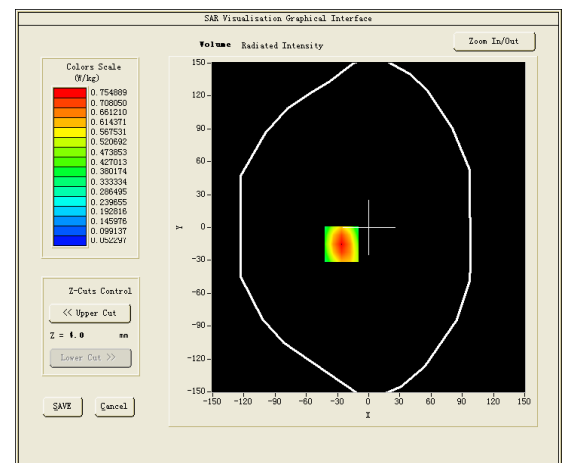 SAR Visualisation Graphical Interface
Volume Radiated Intensity
Zoom In/Out
Colors Scale
(W/kg)
0.754889
0.708050
0.661210
0.614371
0.567531
0.520692
0.473853
0.427013
0.380174
0.333334
0.286495
0.239655
0.192816
0.145976
0.099137
0.052297
Z-Cuts Control
<< Upper Cut
Z = 4.0 mm
Lower Cut >>
SAVE Cancel
150
120
90
60
30
0
-30
-60
-90
-120
-150
Y
-150 -120 -90 -60 -30 0 30 60 90 120 150
X